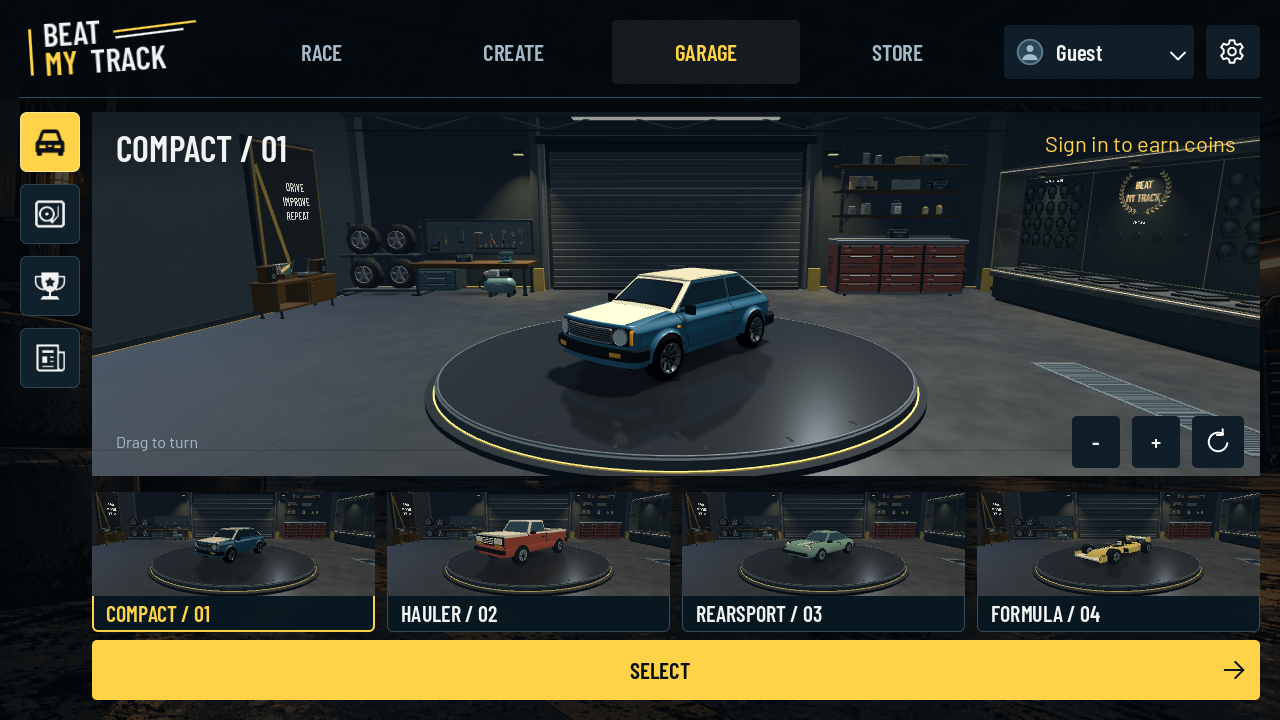 BEAT
MY TRACK
RACE
CREATE
GARAGE
STORE
Guest
COMPACT / 01
Sign in to earn coins
DRIVE
IMPROVE
REPEAT
BEAT
MY TRACK
Drag to turn
-
+
COMPACT / 01
HAULER / 02
REARSPORT / 03
FORMULA / 04
SELECT